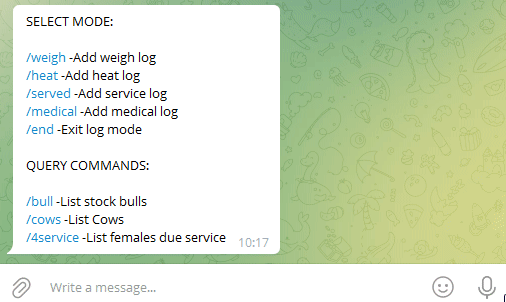 SELECT MODE:
/weigh -Add weigh log
/heat -Add heat log
/served -Add service log
/medical -Add medical log
/end -Exit log mode
QUERY COMMANDS:
/bull -List stock bulls
/cows -List Cows
/4service -List females due service
10:17
Write a message...